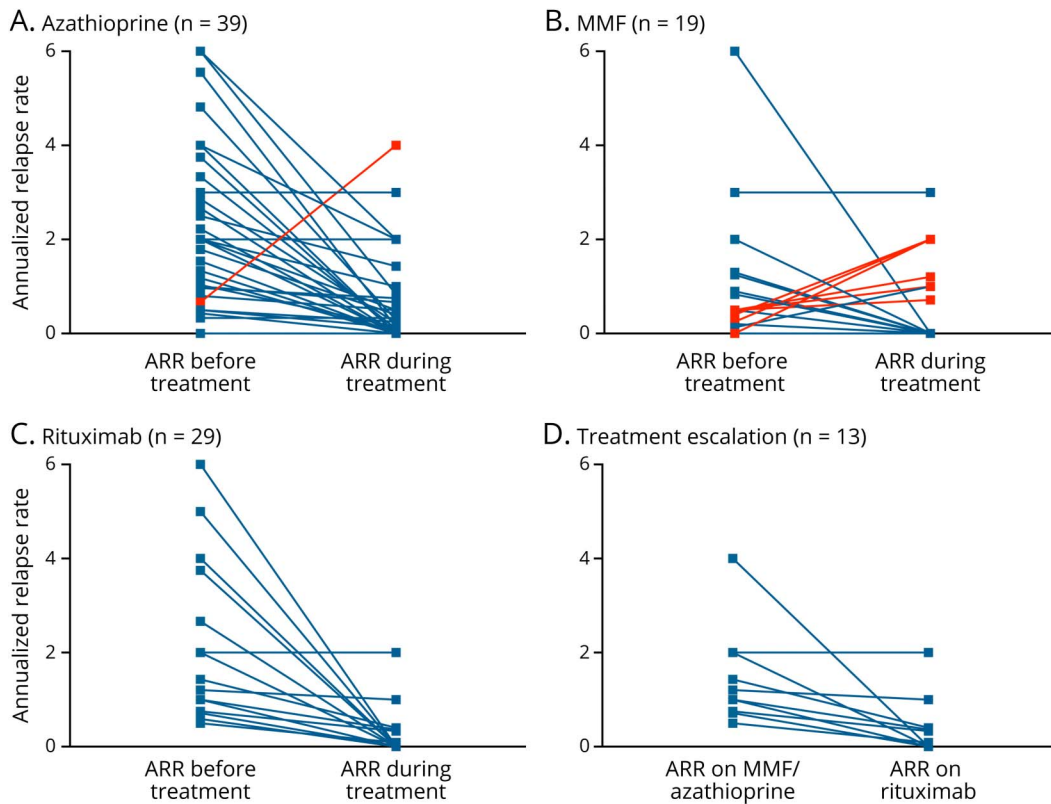 A. Azathioprine (n = 39)
Annualized relapse rate
6
4
2
0
ARR before
treatment
ARR during
treatment
B. MMF (n = 19)
6
4
2
0
ARR before
treatment
ARR during
treatment
C. Rituximab (n = 29)
Annualized relapse rate
6
4
2
0
ARR before
treatment
ARR during
treatment
D. Treatment escalation (n = 13)
6
4
2
0
ARR on MMF/
azathioprine
ARR on
rituximab